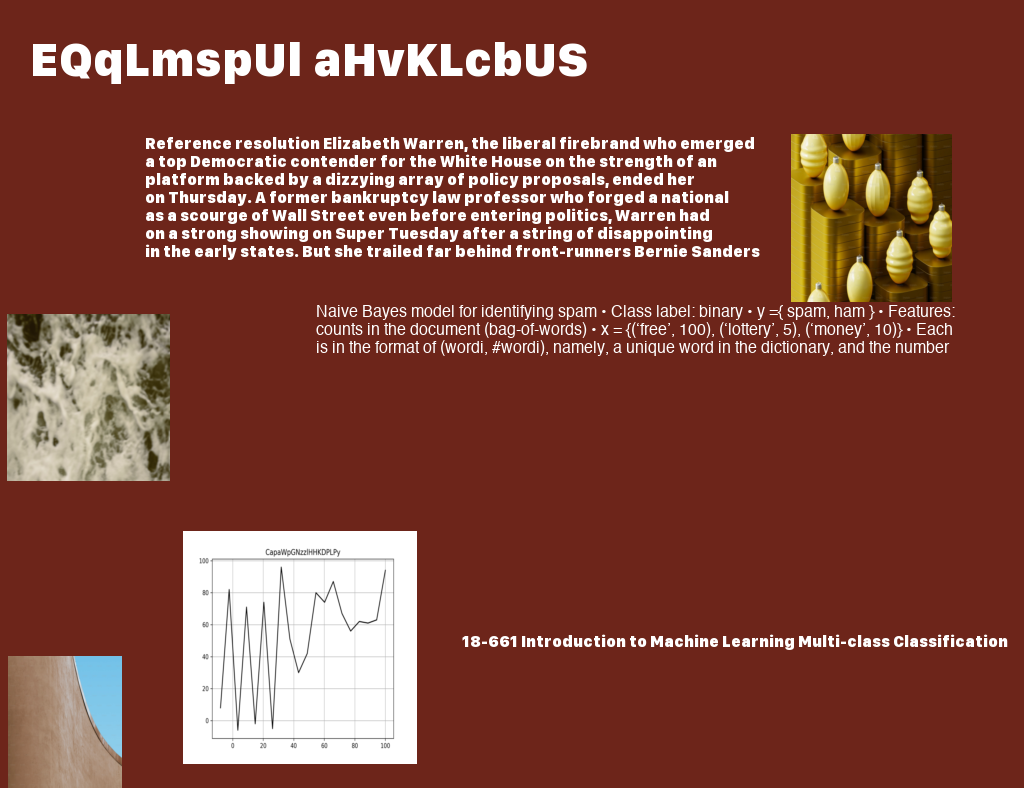 EQqLmspUl aHvKLcbUS
Reference resolution Elizabeth Warren, the liberal firebrand who emerged
a top Democratic contender for the White House on the strength of an
platform backed by a dizzying array of policy proposals, ended her
on Thursday. A former bankruptcy law professor who forged a national
as a scourge of Wall Street even before entering politics, Warren had
on a strong showing on Super Tuesday after a string of disappointing
in the early states. But she trailed far behind front-runners Bernie Sanders
Naive Bayes model for identifying spam • Class label: binary • y ={ spam, ham } • Features:
counts in the document (bag-of-words) • x = {(‘free’, 100), (‘lottery’, 5), (‘money’, 10)} • Each
is in the format of (wordi, #wordi), namely, a unique word in the dictionary, and the number
CapaWpGNzzIHHKDPLPy
100
80
60
40
20
0
0 20 40 60 80 100
18-661 Introduction to Machine Learning Multi-class Classification